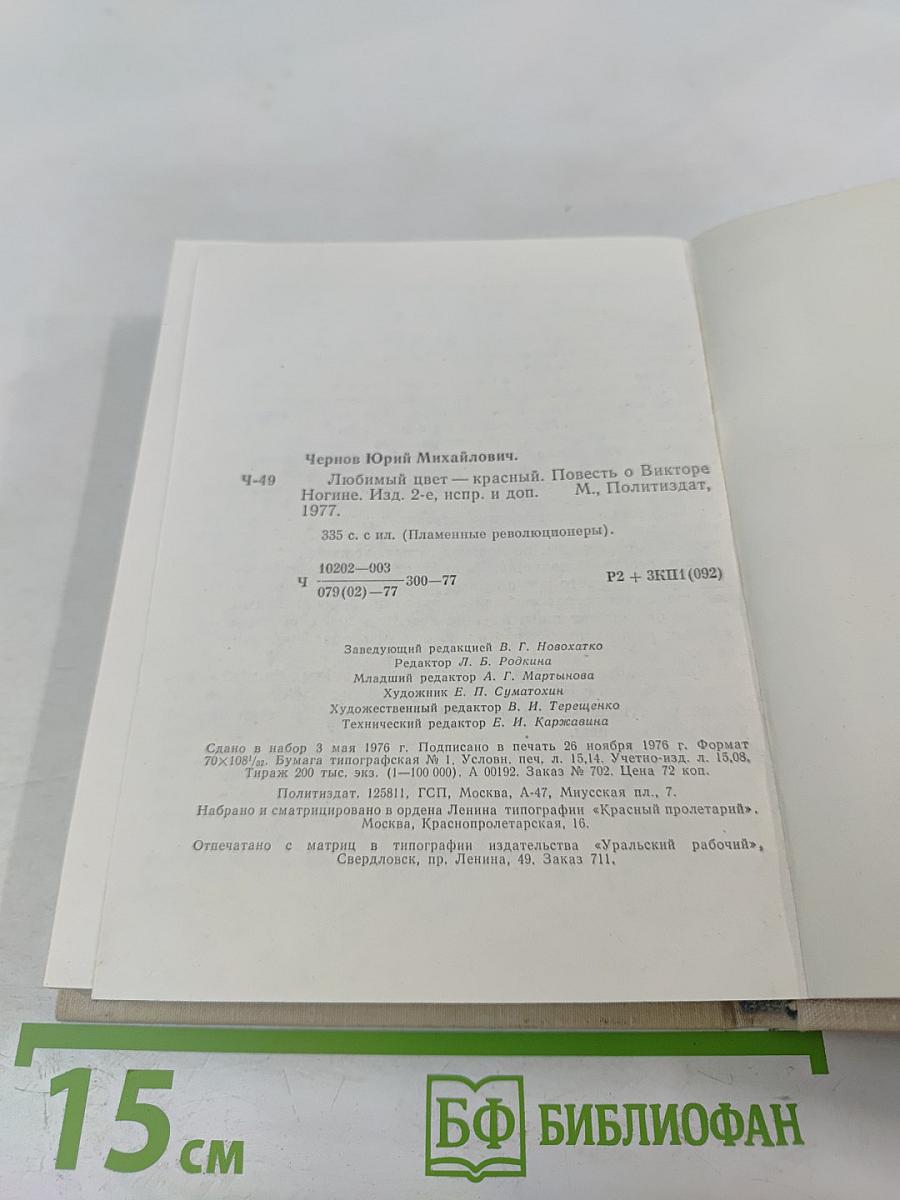 Чернов Юрий Михайлович.
Ч-49 Любимый цвет — красный. Повесть о Викторе
Ногине. Изд. 2-е, испр. и доп. М., Политиздат,
1977.
335 с. с ил. (Пламенные революционеры).
10202—003
Ч 300—77 Р2 + 3КП1(092)
079(02)—77
Заведующий редакцией В. Г. Новохатко
Редактор Л. Б. Родкина
Младший редактор А. Г. Мартынова
Художник Е. П. Суматохин
Художественный редактор В. И. Терещенко
Технический редактор Е. И. Каржавина
Сдано в набор 3 мая 1976 г. Подписано в печать 26 ноября 1976 г. Формат
70×108¹/₃₂. Бумага типографская № 1. Условн. печ. л. 15,14. Учетно-изд. л. 15,08.
Тираж 200 тыс. экз. (1—100 000). А 00192. Заказ № 702. Цена 72 коп.
Политиздат. 125811, ГСП, Москва, А-47, Миусская пл., 7.
Набрано и сматрицировано в ордена Ленина типографии «Красный пролетарий».
Москва, Краснопролетарская, 16.
Отпечатано с матриц в типографии издательства «Уральский рабочий»,
Свердловск, пр. Ленина, 49. Заказ 711.
15 см
БФ БИБЛИОФАН